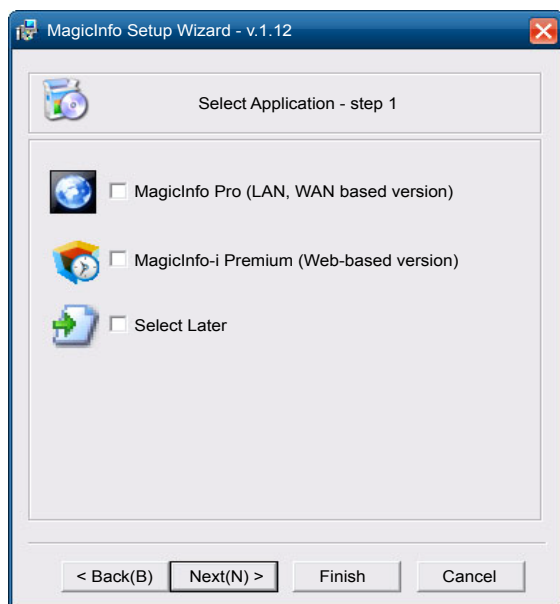 MagicInfo Setup Wizard - v.1.12
Select Application - step 1
MagicInfo Pro (LAN, WAN based version)
MagicInfo-i Premium (Web-based version)
Select Later
< Back(B) Next(N) > Finish Cancel